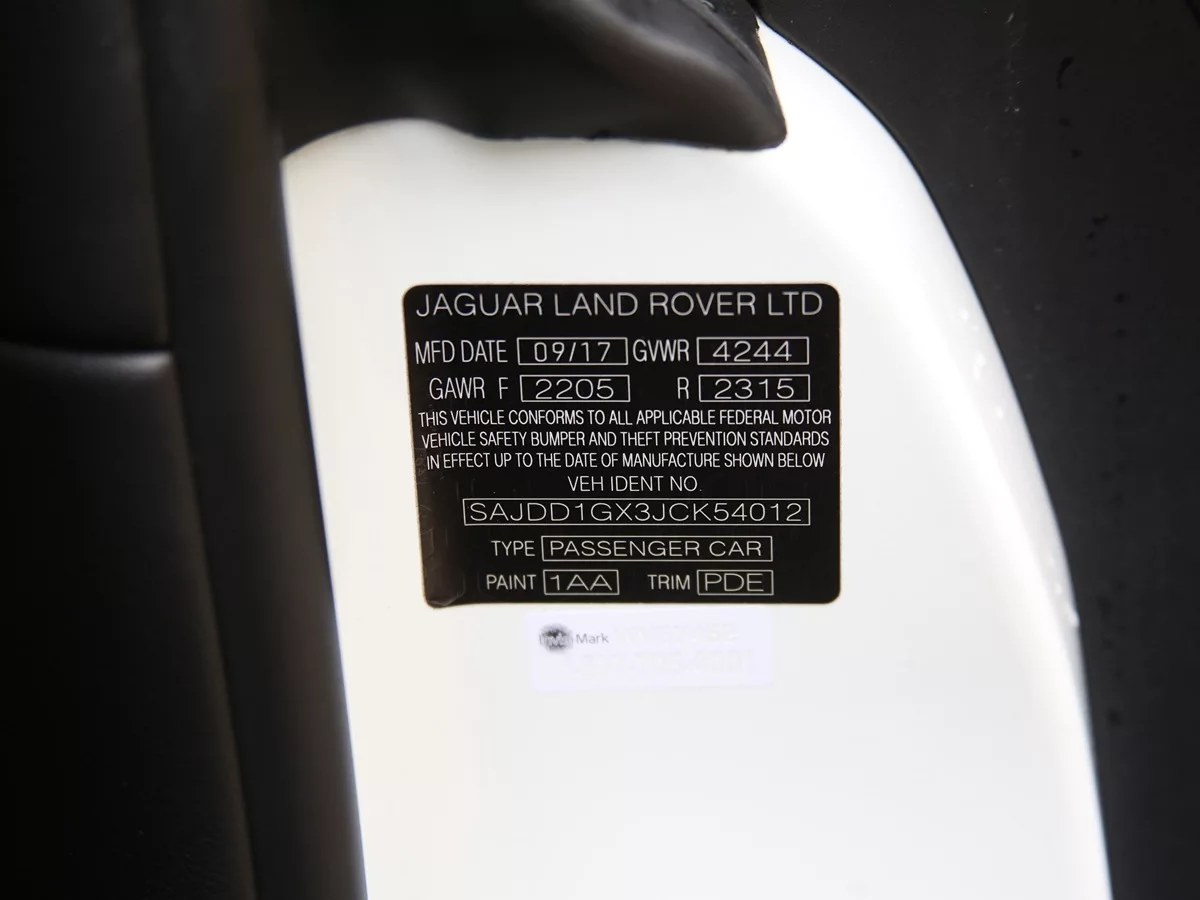 JAGUAR LAND ROVER LTD
MFD DATE 09/17 GVWR 4244
GAWR F 2205 R 2315
THIS VEHICLE CONFORMS TO ALL APPLICABLE FEDERAL MOTOR
VEHICLE SAFETY BUMPER AND THEFT PREVENTION STANDARDS
IN EFFECT UP TO THE DATE OF MANUFACTURE SHOWN BELOW
VEH IDENT NO.
SAJDD1GX3JCK54012
TYPE PASSENGER CAR
PAINT 1AA TRIM PDE
Mark